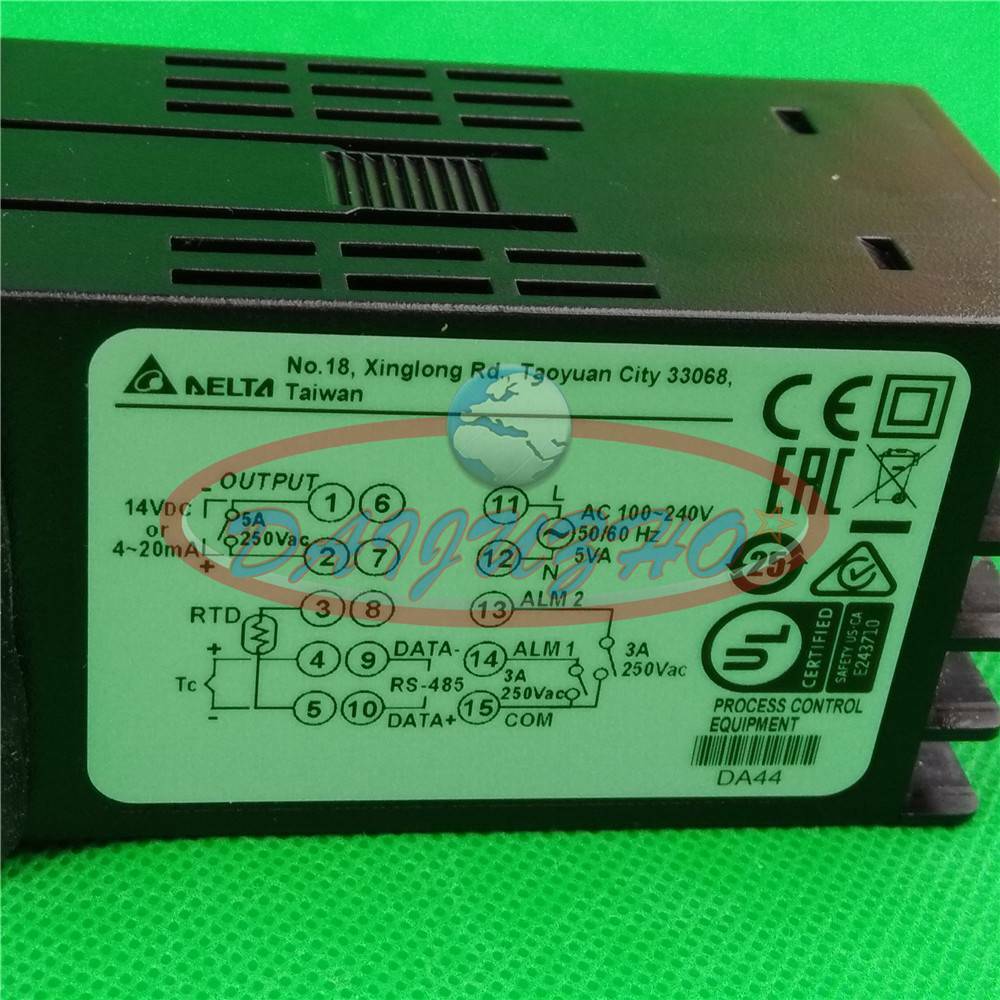 DELTA No.18, Xinglong Rd., Taoyuan City 33068,
Taiwan
CE
EAC
- OUTPUT 1 6 11 L
14VDC 5A AC 100~240V
or 250Vac 50/60 Hz
4~20mA + 2 7 12 N 5VA
25
RTD 3 8 13 ALM 2
+ 4 9 DATA- 14 ALM 1 3A
Tc RS-485 3A 250Vac
250Vac
- 5 10 DATA+ 15 COM
UL CERTIFIED
SAFETY US-CA
E243710
PROCESS CONTROL
EQUIPMENT
DA44
DAIJUZHO